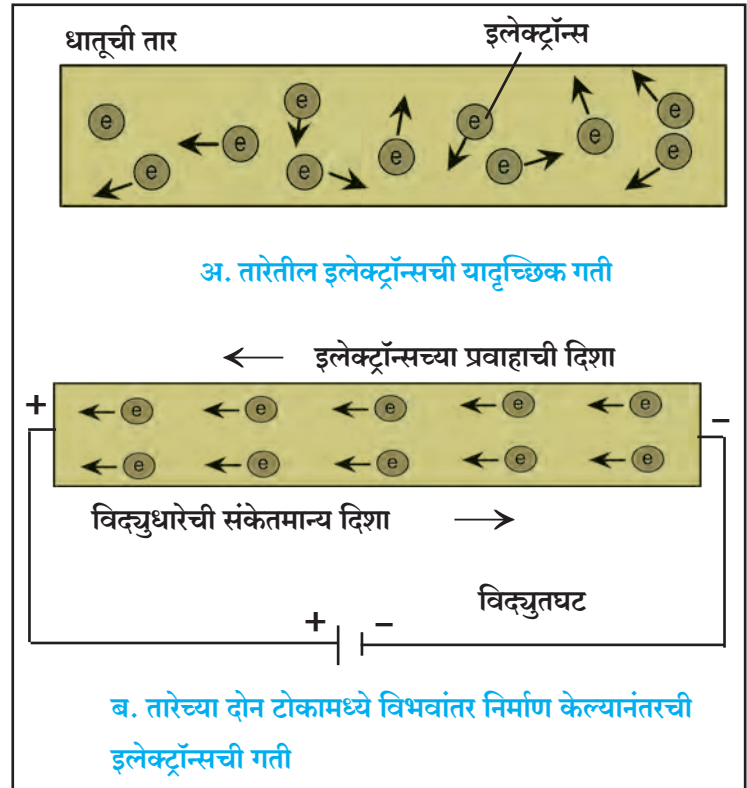 धातूची तार
इलेक्ट्रॉन्स
e e e e e e e e e e e
अ. तारेतील इलेक्ट्रॉन्सची यादृच्छिक गती
← इलेक्ट्रॉन्सच्या प्रवाहाची दिशा
+ −
e e e e e
e e e e e
विद्युधारेची संकेतमान्य दिशा →
विद्युतघट
+ −
ब. तारेच्या दोन टोकामध्ये विभवांतर निर्माण केल्यानंतरची
इलेक्ट्रॉन्सची गती